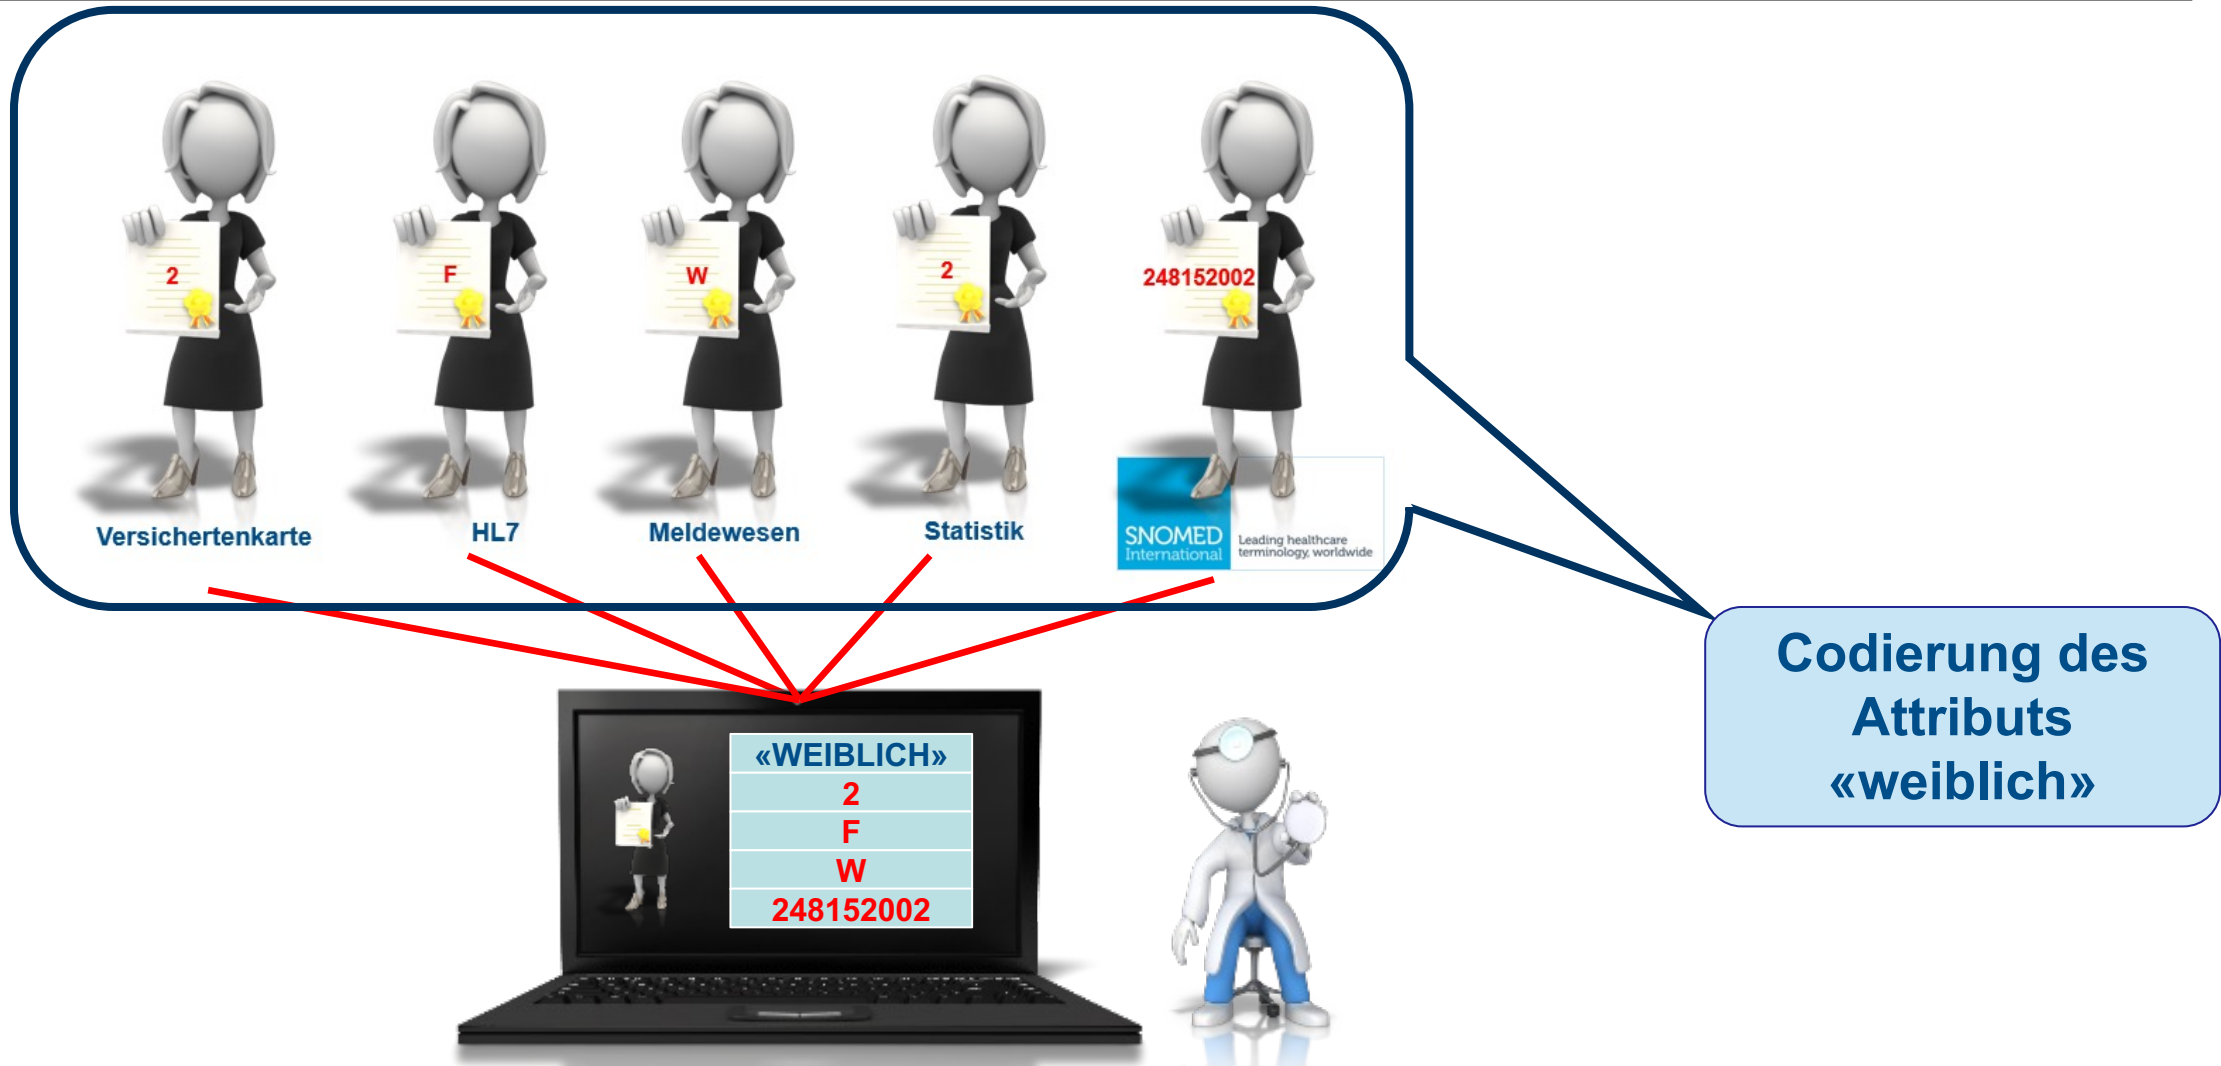 2
F
W
2
248152002
Versichertenkarte
HL7
Meldewesen
Statistik
SNOMED
International
Leading healthcare
terminology, worldwide
Codierung des
Attributs
«weiblich»
«WEIBLICH»
2
F
W
248152002